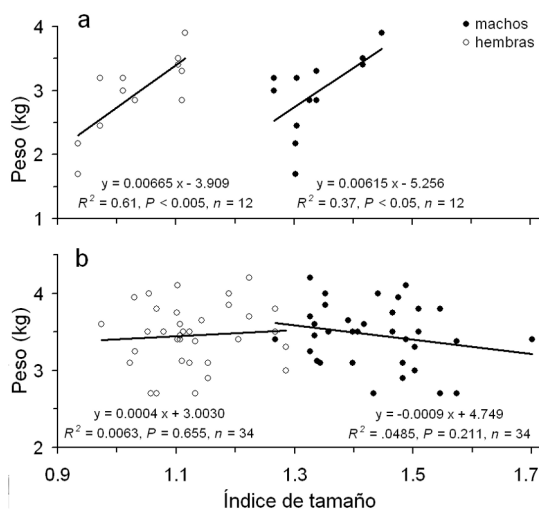 a
machos
hembras
4
3
2
1
Peso (kg)
y = 0.00665 x - 3.909
R² = 0.61, P < 0.005, n = 12
y = 0.00615 x - 5.256
R² = 0.37, P < 0.05, n = 12
b
4
3
2
Peso (kg)
y = 0.0004 x + 3.0030
R² = 0.0063, P = 0.655, n = 34
y = -0.0009 x + 4.749
R² = .0485, P = 0.211, n = 34
0.9 1.1 1.3 1.5 1.7
Índice de tamaño